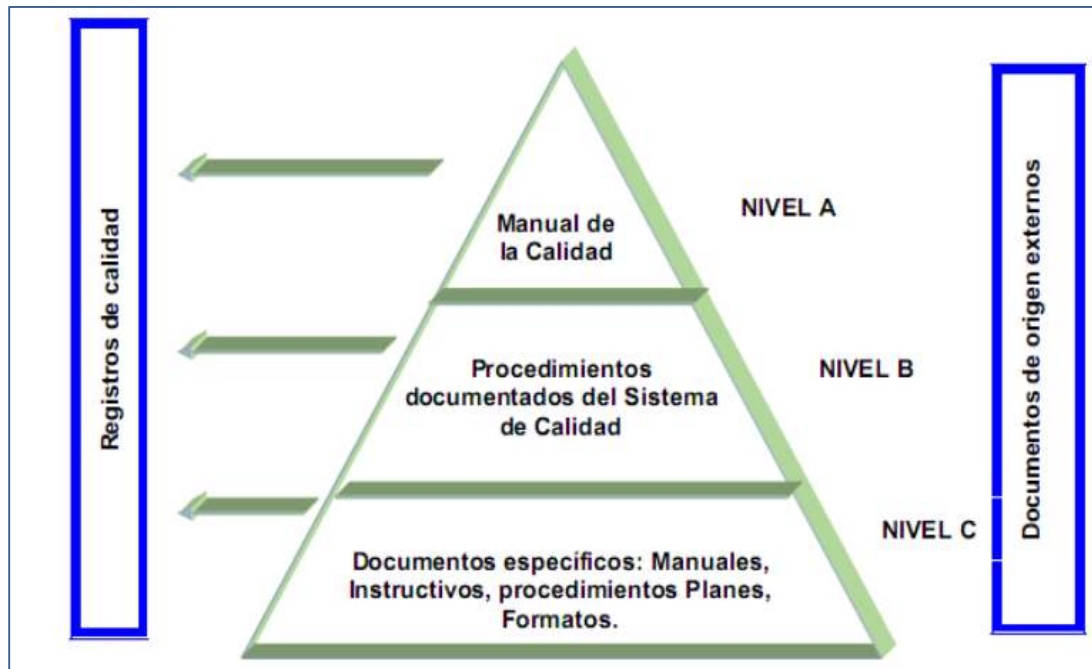 Registros de calidad
Manual de
la Calidad
NIVEL A
Procedimientos
documentados del Sistema
de Calidad
NIVEL B
Documentos específicos: Manuales,
Instructivos, procedimientos Planes,
Formatos.
NIVEL C
Documentos de origen externos